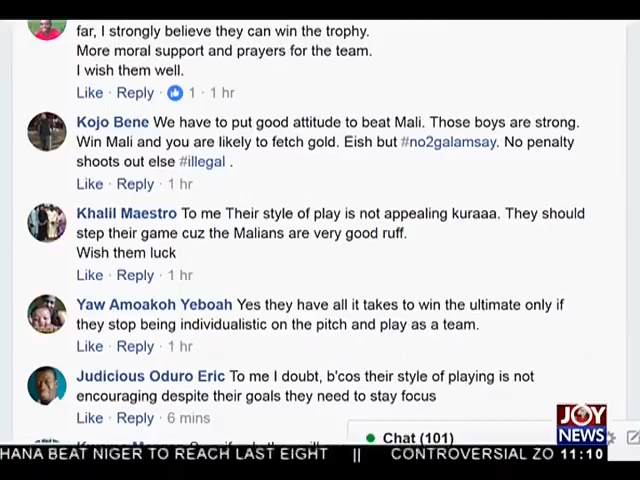 far, I strongly believe they can win the trophy.
More moral support and prayers for the team.
I wish them well.
Like · Reply · 1 · 1 hr
Kojo Bene We have to put good attitude to beat Mali. Those boys are strong.
Win Mali and you are likely to fetch gold. Eish but #no2galamsay. No penalty
shoots out else #illegal .
Like · Reply · 1 hr
Khalil Maestro To me Their style of play is not appealing kuraaa. They should
step their game cuz the Malians are very good ruff.
Wish them luck
Like · Reply · 1 hr
Yaw Amoakoh Yeboah Yes they have all it takes to win the ultimate only if
they stop being individualistic on the pitch and play as a team.
Like · Reply · 1 hr
Judicious Oduro Eric To me I doubt, b'cos their style of playing is not
encouraging despite their goals they need to stay focus
Like · Reply · 6 mins
Chat (101)
JOY
NEWS
HANA BEAT NIGER TO REACH LAST EIGHT || CONTROVERSIAL ZO 11:10